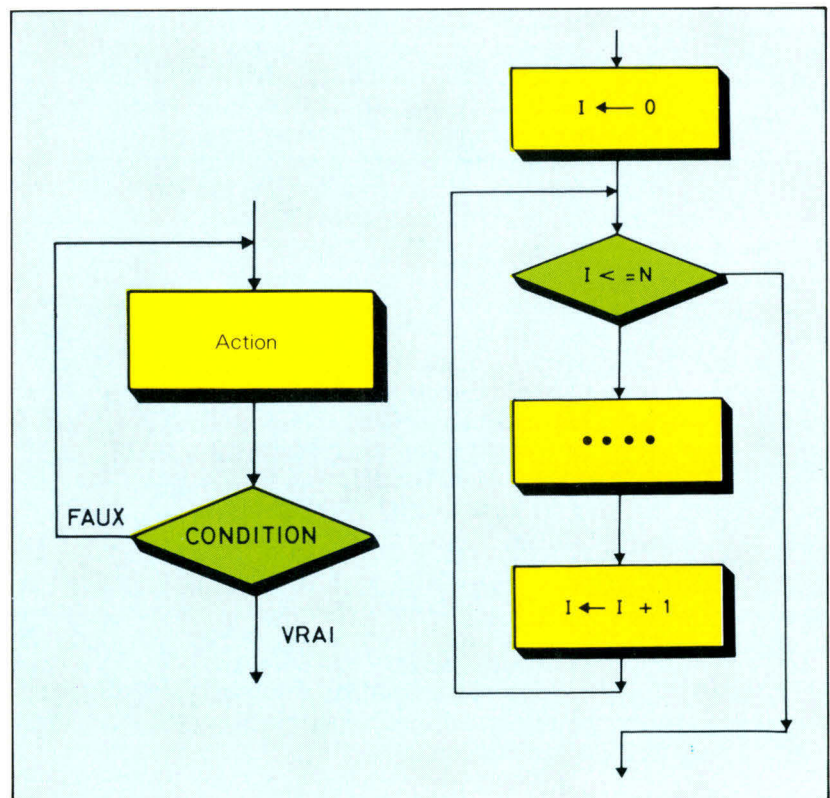 Action
FAUX
CONDITION
VRAI
I ← 0
I < =N
• • • •
I ← I + 1